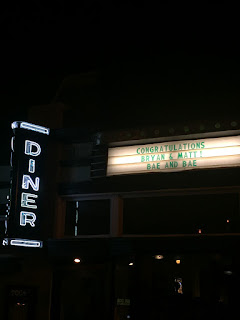 DINER
CONGRATULATIONS
BRYAN & MATT
BAE AND BAE